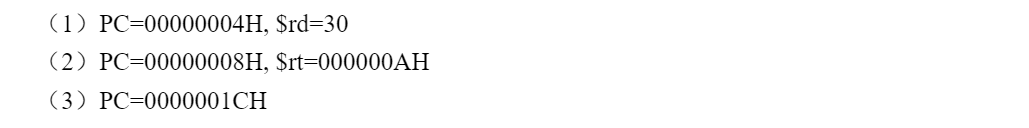 （1）PC=00000004H, $rd=30
（2）PC=00000008H, $rt=000000AH
（3）PC=0000001CH